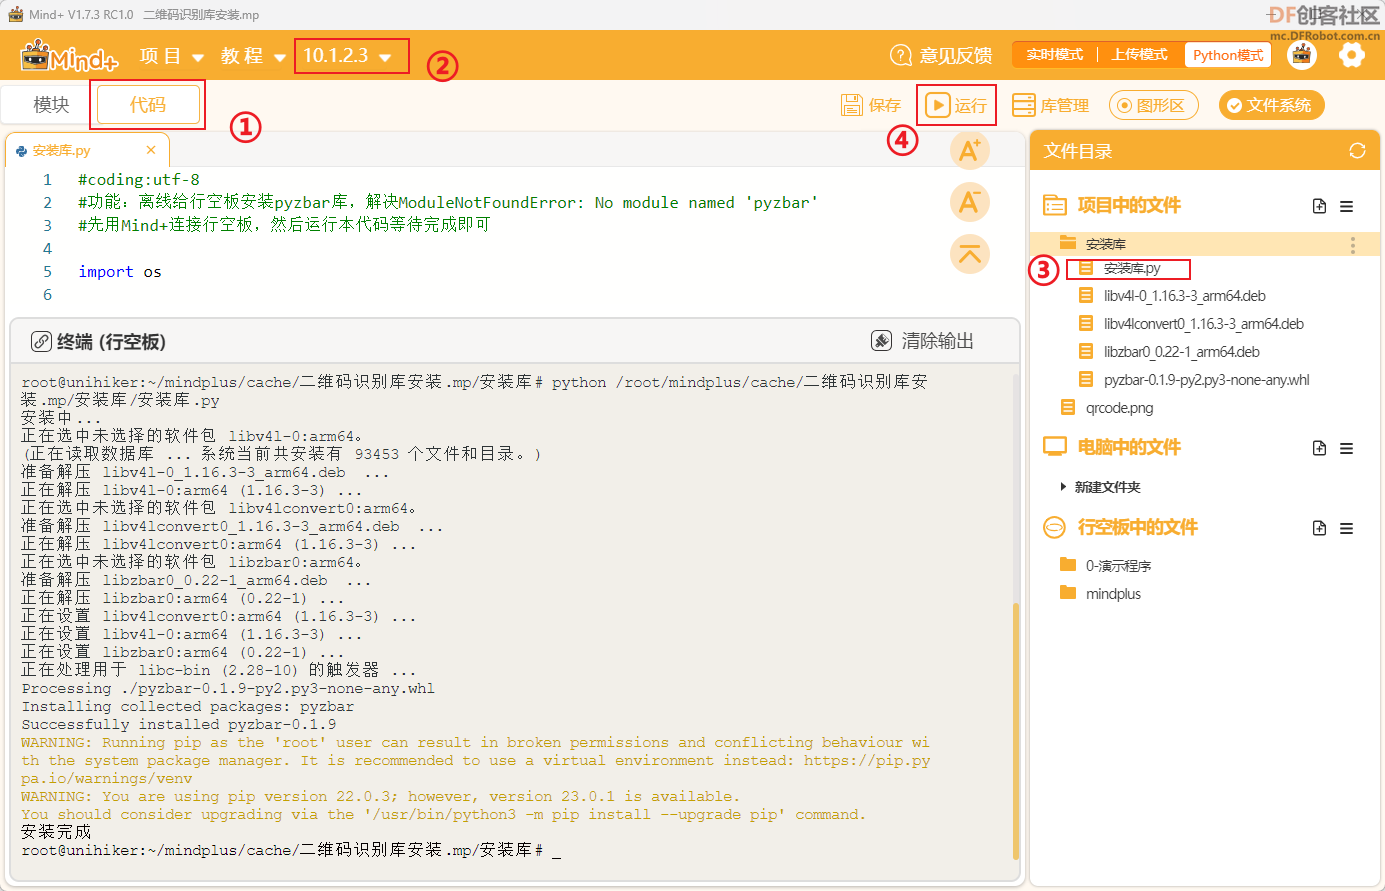 Mind+ V1.7.3 RC1.0 二维码识别库安装.mp
DF创客社区
mc.DFRobot.com.cn
Mind+
项目
教程
10.1.2.3
②
意见反馈
实时模式
上传模式
Python模式
模块
代码
①
保存
运行
④
库管理
图形区
文件系统
安装库.py
A+
A-
1 #coding:utf-8
2 #功能：离线给行空板安装pyzbar库，解决ModuleNotFoundError: No module named 'pyzbar'
3 #先用Mind+连接行空板，然后运行本代码等待完成即可
4
5 import os
6
终端 (行空板)
清除输出
root@unihiker:~/mindplus/cache/二维码识别库安装.mp/安装库# python /root/mindplus/cache/二维码识别库安
装.mp/安装库/安装库.py
安装中...
正在选中未选择的软件包 libv4l-0:arm64。
(正在读取数据库 ... 系统当前共安装有 93453 个文件和目录。)
准备解压 libv4l-0_1.16.3-3_arm64.deb ...
正在解压 libv4l-0:arm64 (1.16.3-3) ...
正在选中未选择的软件包 libv4lconvert0:arm64。
准备解压 libv4lconvert0_1.16.3-3_arm64.deb ...
正在解压 libv4lconvert0:arm64 (1.16.3-3) ...
正在选中未选择的软件包 libzbar0:arm64。
准备解压 libzbar0_0.22-1_arm64.deb ...
正在解压 libzbar0:arm64 (0.22-1) ...
正在设置 libv4lconvert0:arm64 (1.16.3-3) ...
正在设置 libv4l-0:arm64 (1.16.3-3) ...
正在设置 libzbar0:arm64 (0.22-1) ...
正在处理用于 libc-bin (2.28-10) 的触发器 ...
Processing ./pyzbar-0.1.9-py2.py3-none-any.whl
Installing collected packages: pyzbar
Successfully installed pyzbar-0.1.9
WARNING: Running pip as the 'root' user can result in broken permissions and conflicting behaviour wi
th the system package manager. It is recommended to use a virtual environment instead: https://pip.py
pa.io/warnings/venv
WARNING: You are using pip version 22.0.3; however, version 23.0.1 is available.
You should consider upgrading via the '/usr/bin/python3 -m pip install --upgrade pip' command.
安装完成
root@unihiker:~/mindplus/cache/二维码识别库安装.mp/安装库# _
文件目录
项目中的文件
安装库
③
安装库.py
libv4l-0_1.16.3-3_arm64.deb
libv4lconvert0_1.16.3-3_arm64.deb
libzbar0_0.22-1_arm64.deb
pyzbar-0.1.9-py2.py3-none-any.whl
qrcode.png
电脑中的文件
新建文件夹
行空板中的文件
0-演示程序
mindplus